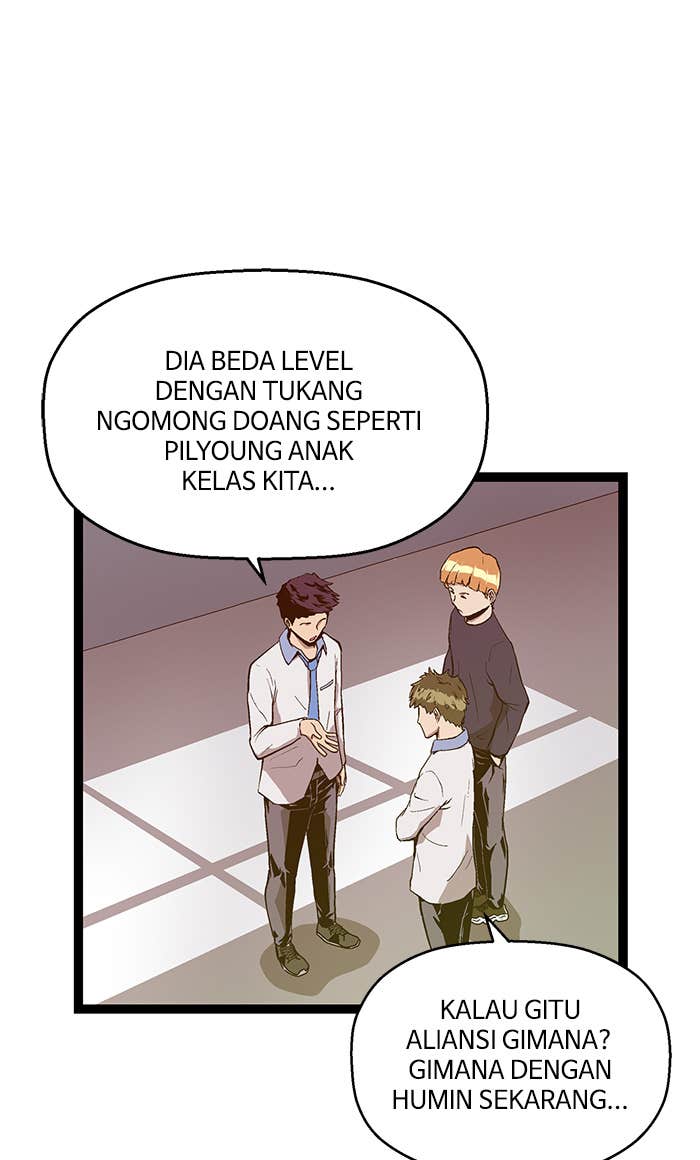 DIA BEDA LEVEL
DENGAN TUKANG
NGOMONG DOANG SEPERTI
PILYOUNG ANAK
KELAS KITA...
KALAU GITU
ALIANSI GIMANA?
GIMANA DENGAN
HUMIN SEKARANG...